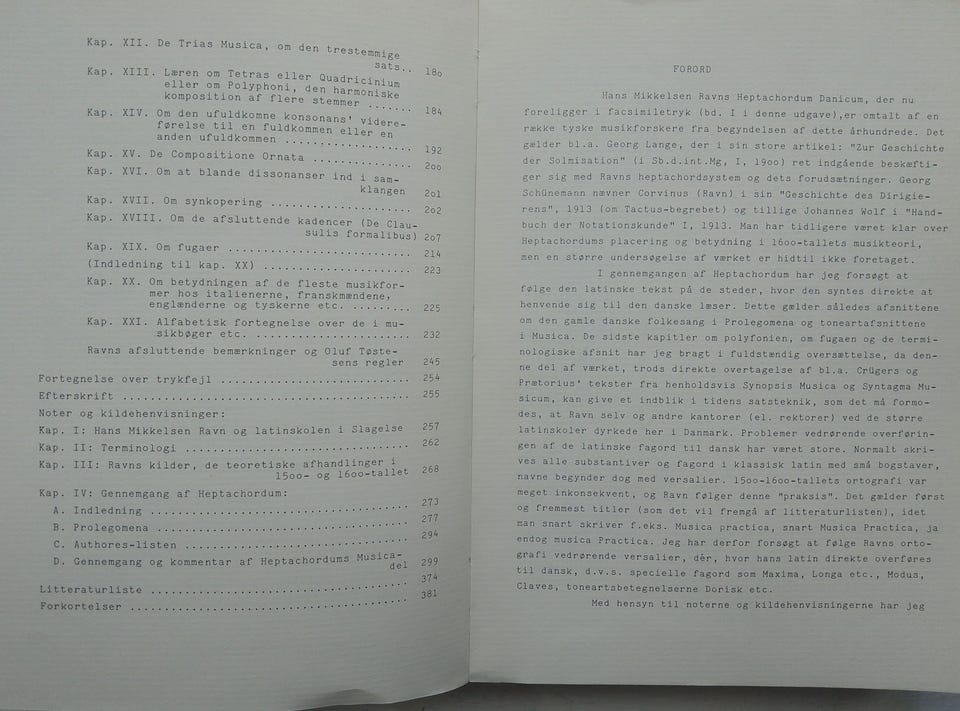 Kap. XII. De Trias Musica, om den trestemmige
sats.. 18o
Kap. XIII. Læren om Tetras eller Quadricinium
eller om Polyphoni, den harmoniske
komposition af flere stemmer ...... 184
Kap. XIV. Om den ufuldkomne konsonans' videre-
førelse til en fuldkommen eller en
anden ufuldkommen ................ 192
Kap. XV. De Compositione Ornata ............. 2oo
Kap. XVI. Om at blande dissonanser ind i sam-
klangen 2o1
Kap. XVII. Om synkopering .................. 2o2
Kap. XVIII. Om de afsluttende kadencer (De Clau-
sulis formalibus) 2o7
Kap. XIX. Om fugaer ....................... 214
(Indledning til kap. XX) ................... 223
Kap. XX. Om betydningen af de fleste musikfor-
mer hos italienerne, franskmændene,
englænderne og tyskerne etc. ........ 225
Kap. XXI. Alfabetisk fortegnelse over de i mu-
sikbøger etc. .................... 232
Ravns afsluttende bemærkninger og Oluf Tøste-
sens regler 245
Fortegnelse over trykfejl ............................ 254
Efterskrift .......................................... 255
Noter og kildehenvisninger:
Kap. I: Hans Mikkelsen Ravn og latinskolen i Slagelse 257
Kap. II: Terminologi ................................. 262
Kap. III: Ravns kilder, de teoretiske afhandlinger i
15oo- og 16oo-tallet 268
Kap. IV: Gennemgang af Heptachordum:
A. Indledning ........................................ 273
B. Prolegomena ....................................... 277
C. Authores-listen ................................... 294
D. Gennemgang og kommentar af Heptachordums Musica-
del 299
Litteraturliste ...................................... 374
Forkortelser ......................................... 381
FORORD
Hans Mikkelsen Ravns Heptachordum Danicum, der nu
foreligger i facsimiletryk (bd. I i denne udgave),er omtalt af en
række tyske musikforskere fra begyndelsen af dette århundrede. Det
gælder bl.a. Georg Lange, der i sin store artikel: "Zur Geschichte
der Solmisation" (i Sb.d.int.Mg, I, 19oo) ret indgående beskæfti-
ger sig med Ravns heptachordsystem og dets forudsætninger. Georg
Schünemann nævner Corvinus (Ravn) i sin "Geschichte des Dirigie-
rens", 1913 (om Tactus-begrebet) og tillige Johannes Wolf i "Hand-
buch der Notationskunde" I, 1913. Man har tidligere været klar over
Heptachordums placering og betydning i 16oo-tallets musikteori,
men en større undersøgelse af værket er hidtil ikke foretaget.
I gennemgangen af Heptachordum har jeg forsøgt at
følge den latinske tekst på de steder, hvor den syntes direkte at
henvende sig til den danske læser. Dette gælder således afsnittene
om den gamle danske folkesang i Prolegomena og toneartafsnittene
i Musica. De sidste kapitler om polyfonien, om fugaen og de termi-
nologiske afsnit har jeg bragt i fuldstændig oversættelse, da den-
ne del af værket, trods direkte overtagelse af bl.a. Crügers og
Prætorius' tekster fra henholdsvis Synopsis Musica og Syntagma Mu-
sicum, kan give et indblik i tidens satsteknik, som det må formo-
des, at Ravn selv og andre kantorer (el. rektorer) ved de større
latinskoler dyrkede her i Danmark. Problemer vedrørende overførin-
gen af de latinske fagord til dansk har været store. Normalt skri-
ves alle substantiver og fagord i klassisk latin med små bogstaver,
navne begynder dog med versalier. 15oo-16oo-tallets ortografi var
meget inkonsekvent, og Ravn følger denne "praksis". Det gælder først
og fremmest titler (som det vil fremgå af litteraturlisten), idet
man snart skriver f.eks. Musica practica, snart Musica Practica, ja
endog musica Practica. Jeg har derfor forsøgt at følge Ravns orto-
grafi vedrørende versalier, dér, hvor hans latin direkte overføres
til dansk, d.v.s. specielle fagord som Maxima, Longa etc., Modus,
Claves, toneartsbetegnelserne Dorisk etc.
Med hensyn til noterne og kildehenvisningerne har jeg